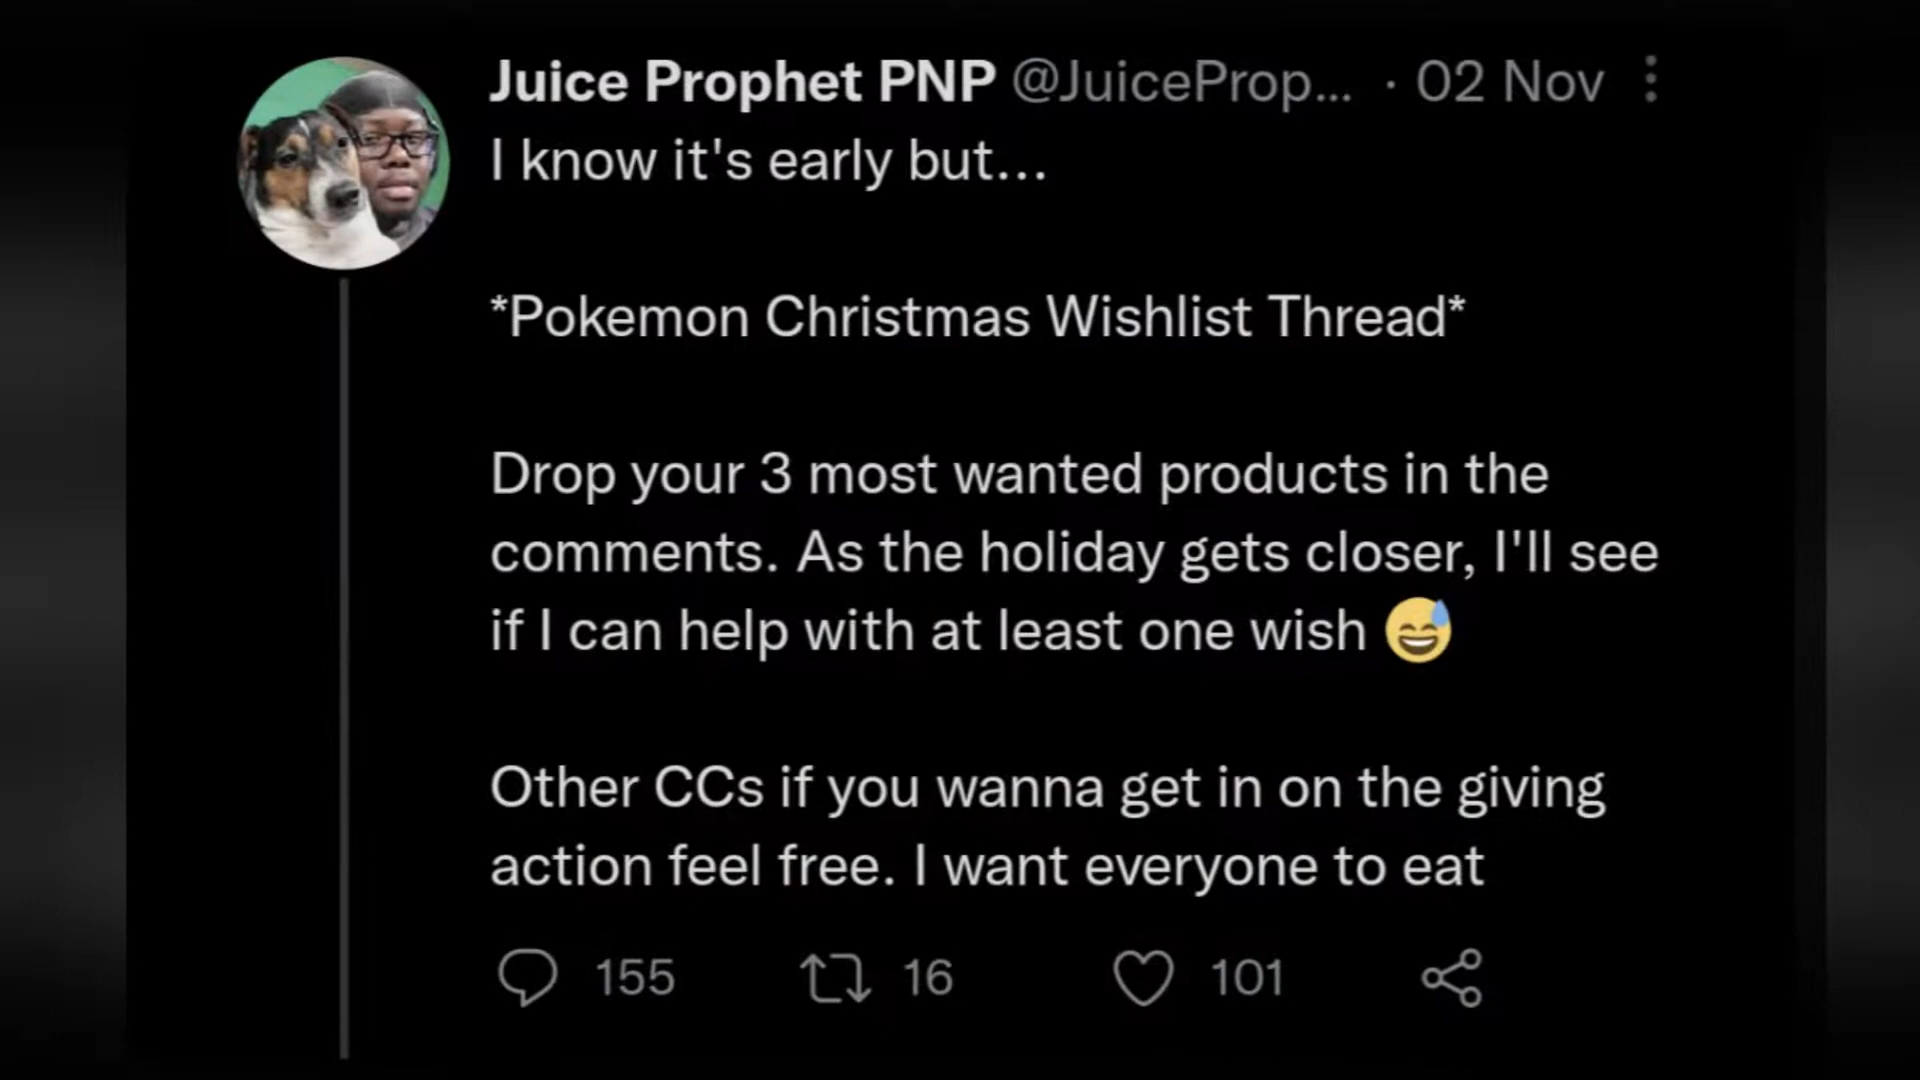 Juice Prophet PNP @JuiceProp... · 02 Nov
I know it's early but...
*Pokemon Christmas Wishlist Thread*
Drop your 3 most wanted products in the
comments. As the holiday gets closer, I'll see
if I can help with at least one wish 😅
Other CCs if you wanna get in on the giving
action feel free. I want everyone to eat
155 16 101